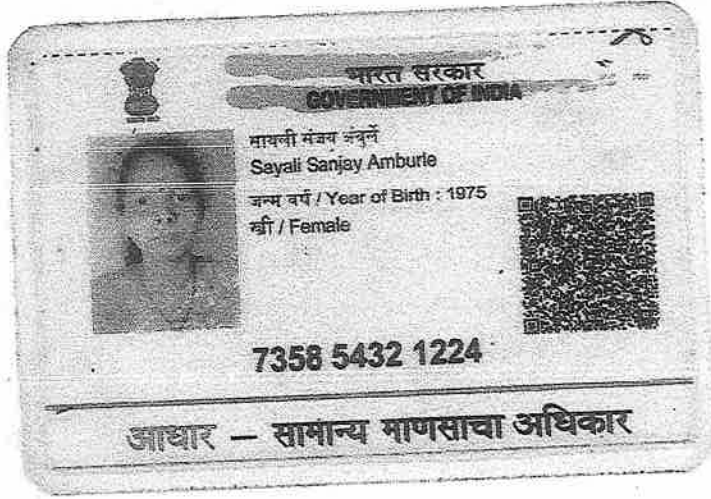 भारत सरकार
GOVERNMENT OF INDIA
सायली संजय अंबुर्ले
Sayali Sanjay Amburle
जन्म वर्ष / Year of Birth : 1975
स्त्री / Female
7358 5432 1224
आधार — सामान्य माणसाचा अधिकार